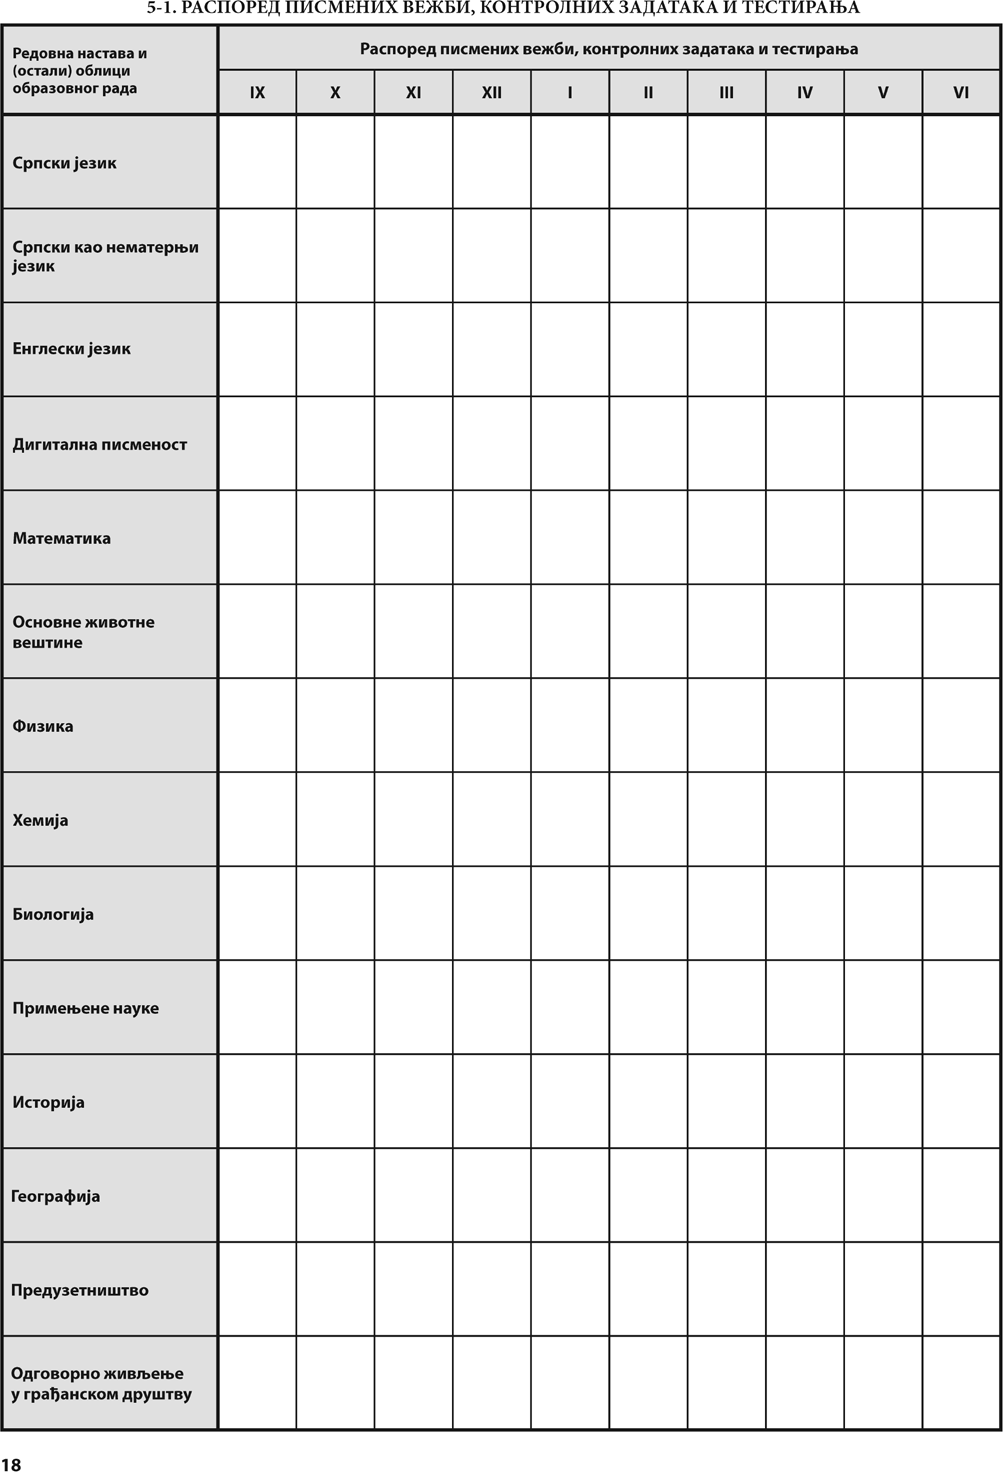 5-1. РАСПОРЕД ПИСМЕНИХ ВЕЖБИ, КОНТРОЛНИХ ЗАДАТАКА И ТЕСТИРАЊА
Редовна настава и
(остали) облици
образовног рада
Распоред писмених вежби, контролних задатака и тестирања
IX X XI XII I II III IV V VI
Српски језик
Српски као нематерњи
језик
Енглески језик
Дигитална писменост
Математика
Основне животне
вештине
Физика
Хемија
Биологија
Примењене науке
Историја
Географија
Предузетништво
Одговорно живљење
у грађанском друштву
18